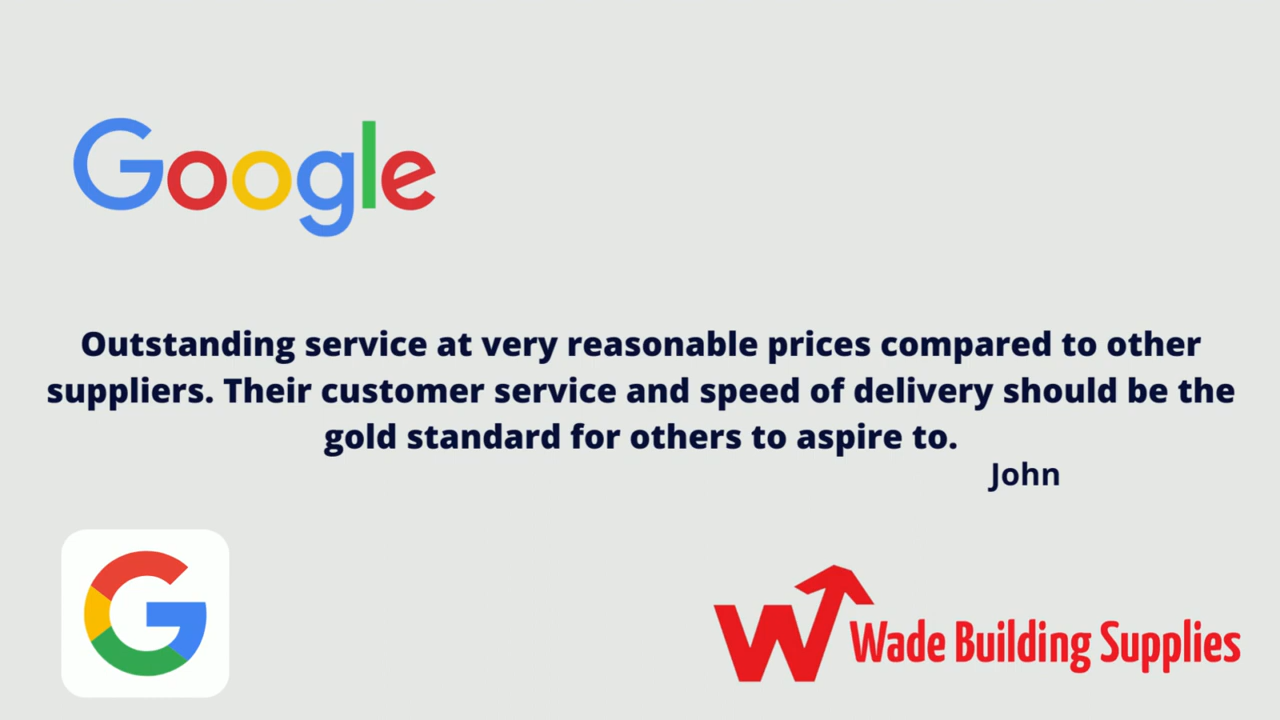 Google
Outstanding service at very reasonable prices compared to other
suppliers. Their customer service and speed of delivery should be the
gold standard for others to aspire to.
John
G
W Wade Building Supplies